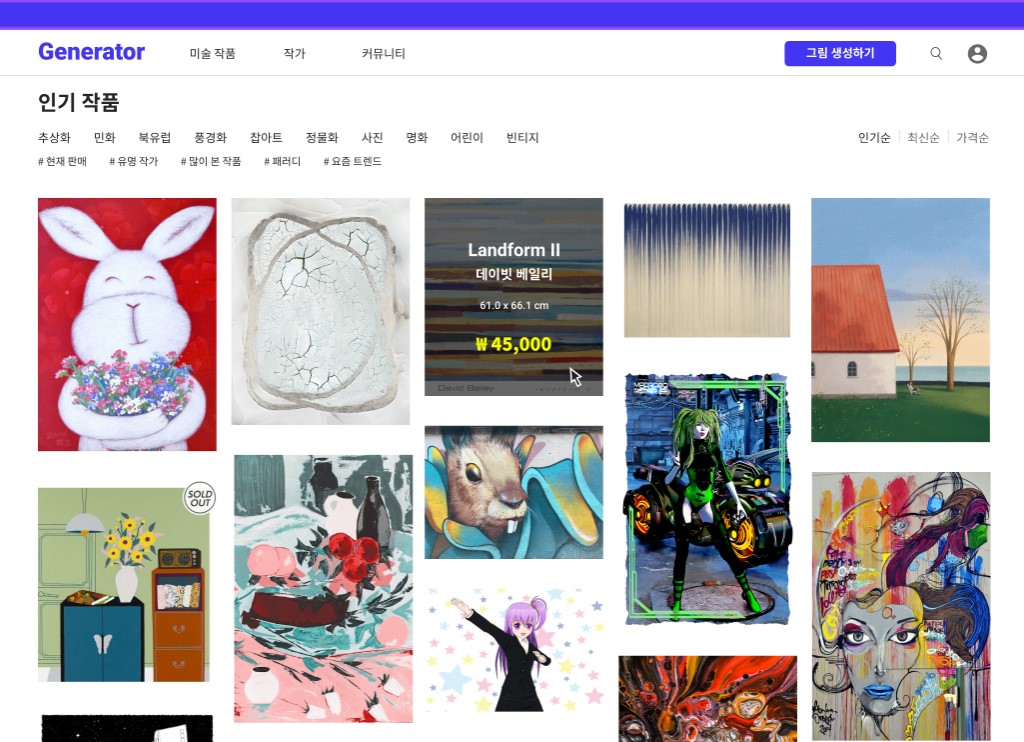 Generator
미술 작품
작가
커뮤니티
그림 생성하기
인기 작품
추상화 민화 북유럽 풍경화 찹아트 정물화 사진 명화 어린이 빈티지
인기순 최신순 가격순
# 현재 판매 # 유명 작가 # 많이 본 작품 # 패러디 # 요즘 트렌드
Landform II
데이빗 베일리
61.0 x 66.1 cm
₩ 45,000
David Bailey
SOLD
OUT